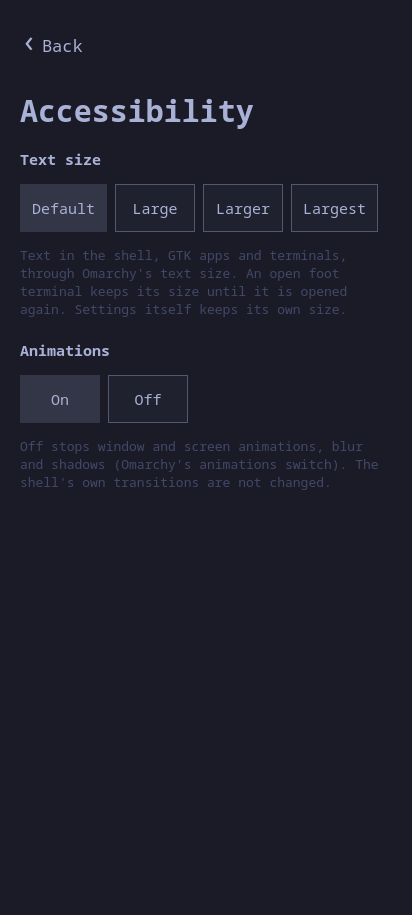 Back
Accessibility
Text size
Default Large Larger Largest
Text in the shell, GTK apps and terminals,
through Omarchy's text size. An open foot
terminal keeps its size until it is opened
again. Settings itself keeps its own size.
Animations
On Off
Off stops window and screen animations, blur
and shadows (Omarchy's animations switch). The
shell's own transitions are not changed.